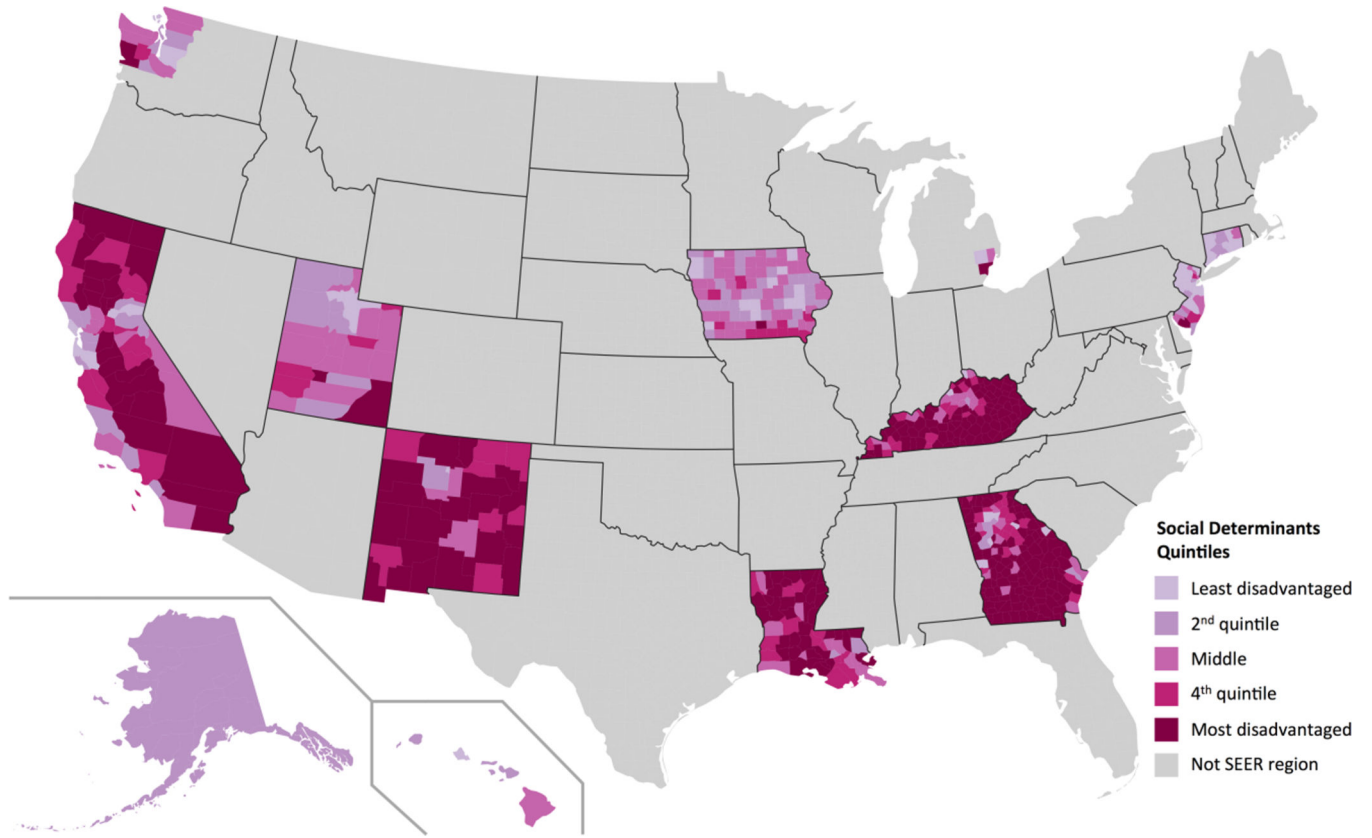 Social Determinants
Quintiles
Least disadvantaged
2nd quintile
Middle
4th quintile
Most disadvantaged
Not SEER region